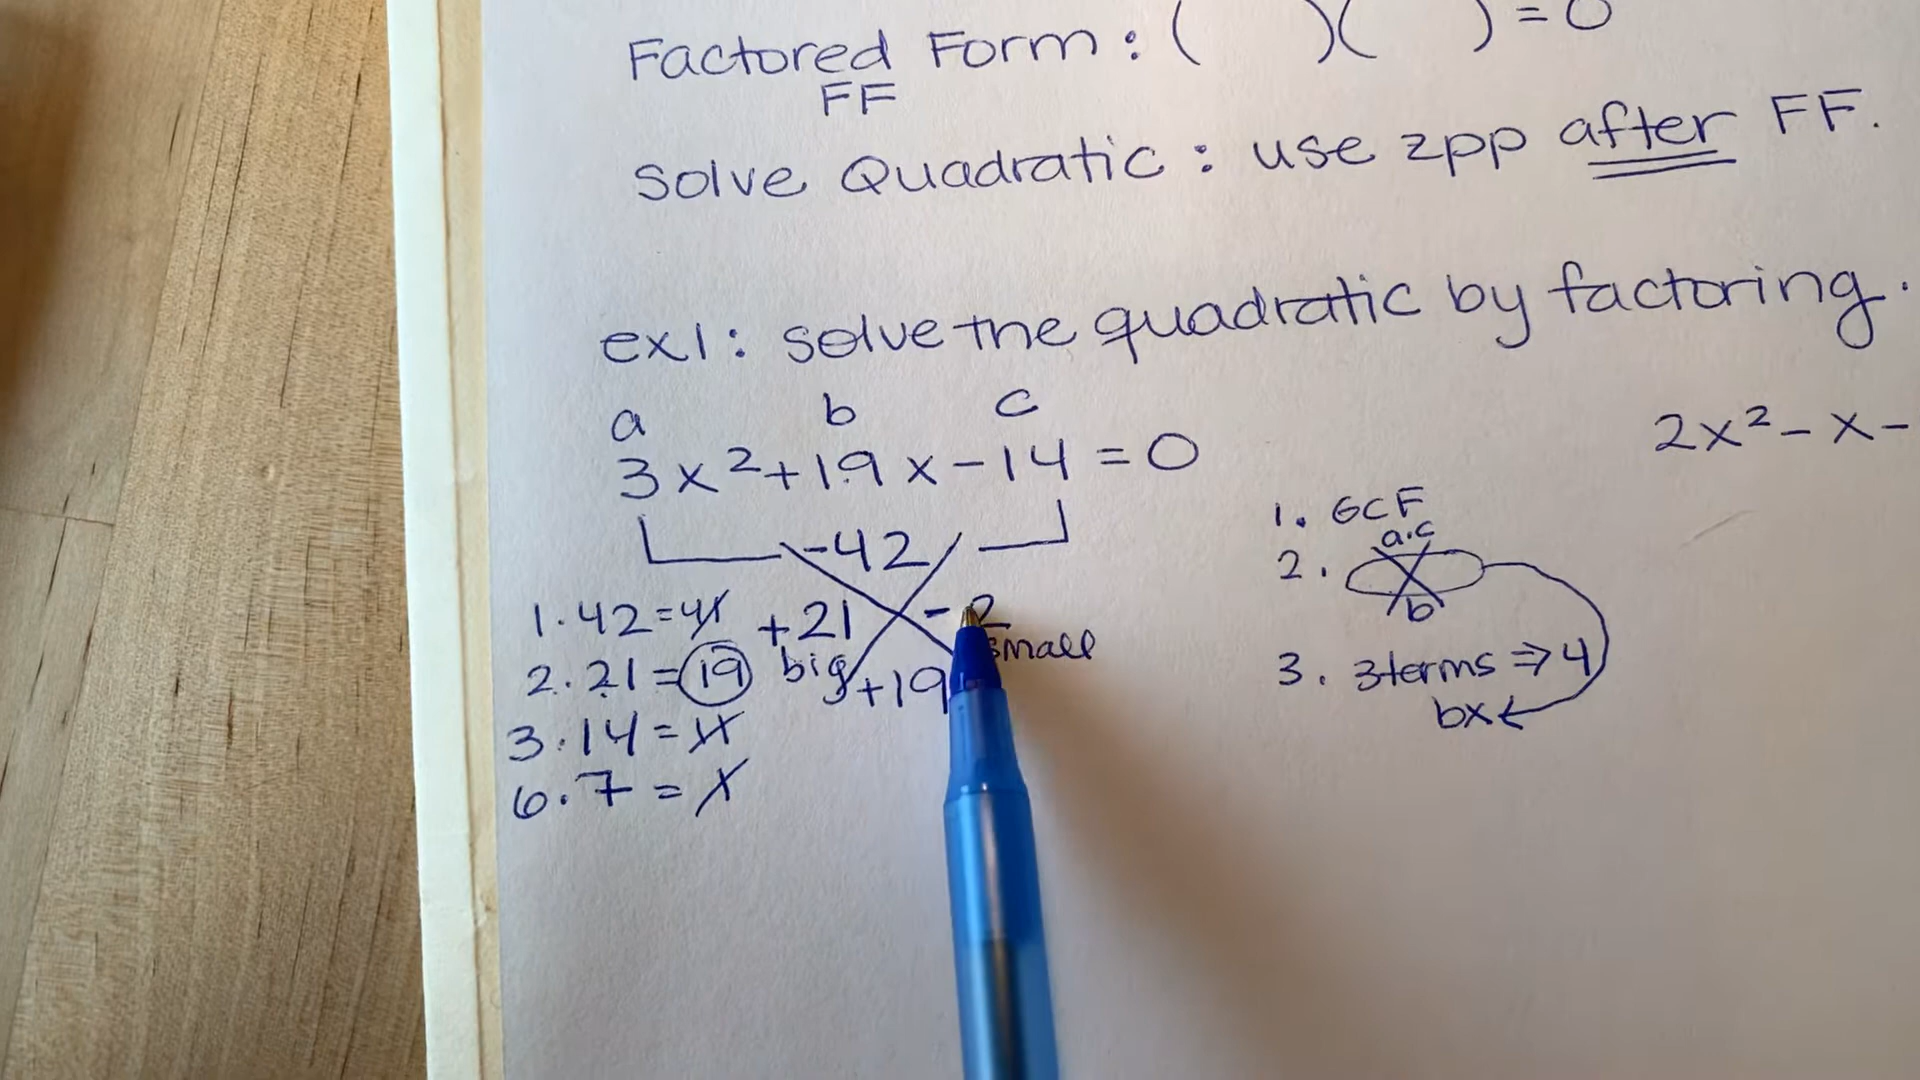 Factored Form : (    )(    ) = 0
FF
Solve Quadratic : use zpp after FF.
ex1: solve the quadratic by factoring.
a b c
3x²+19x-14=0
2x²-x-
-42
+21 -2
big small
+19
1·42=41
2·21=19
3·14=11
6·7=1
1. GCF
2. a·c
b
3. 3terms ⇒ 4
bx